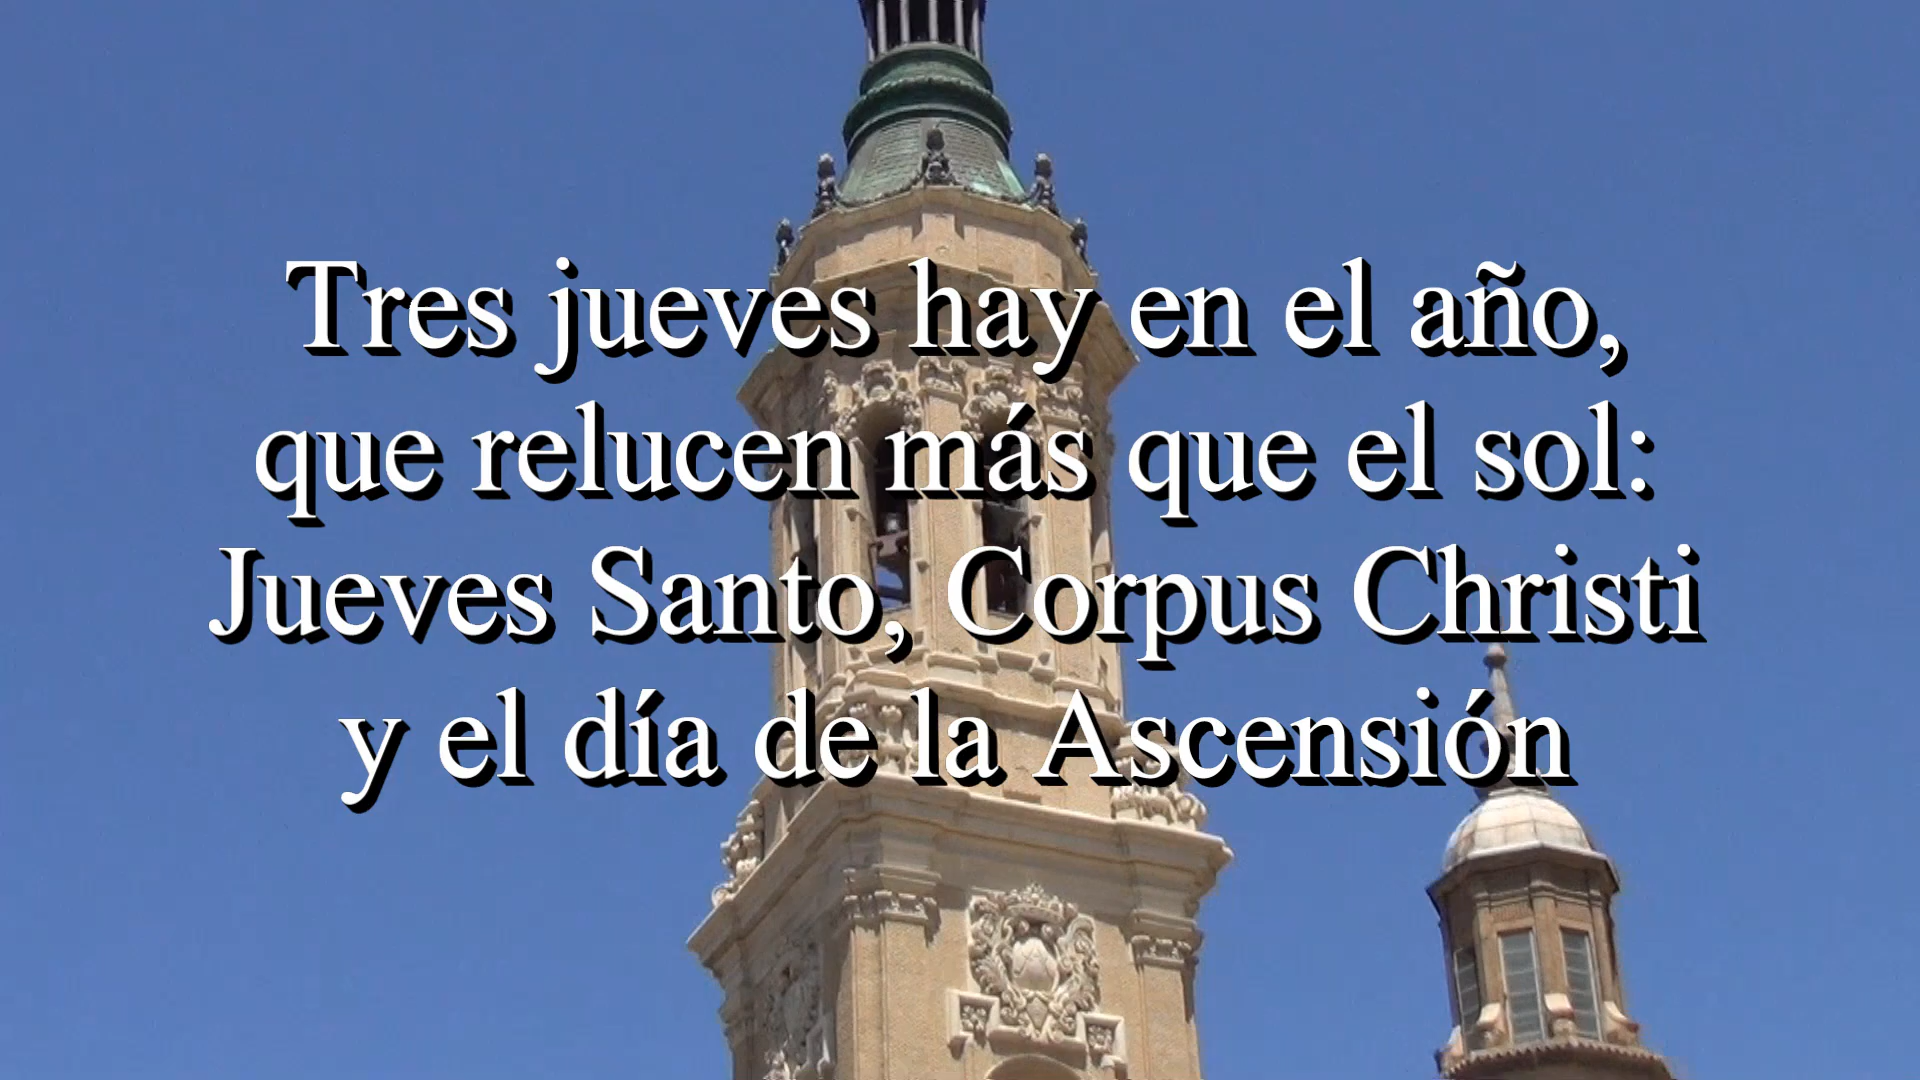 Tres jueves hay en el año,
que relucen más que el sol:
Jueves Santo, Corpus Christi
y el día de la Ascensión